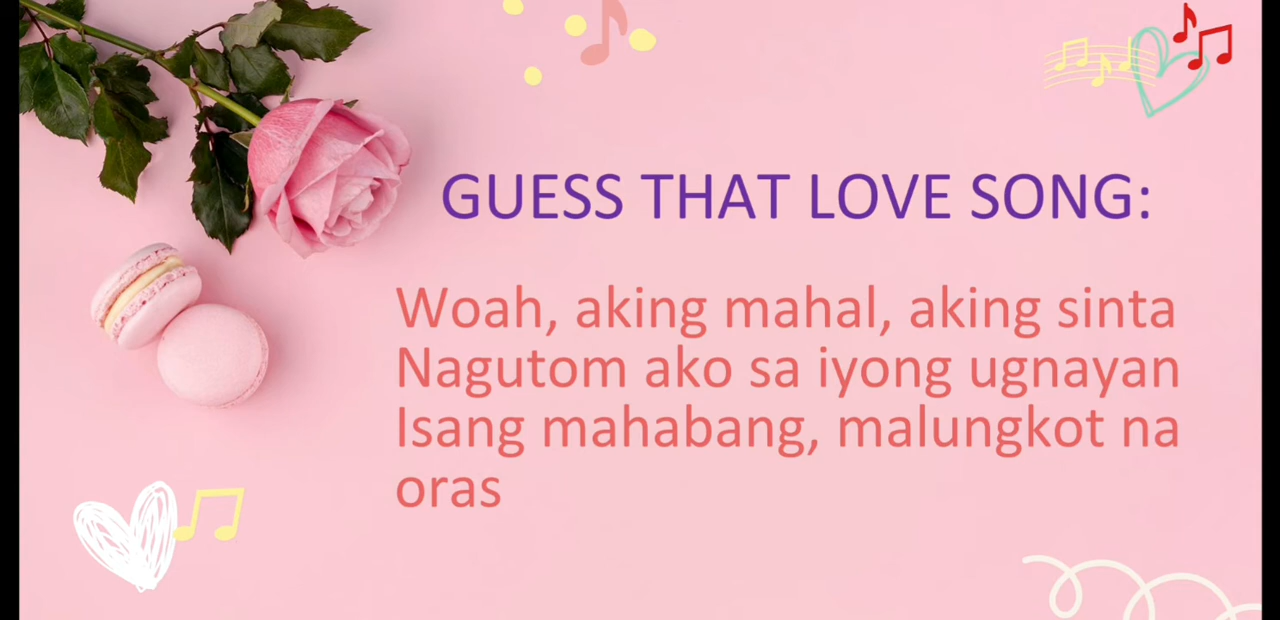 GUESS THAT LOVE SONG:
Woah, aking mahal, aking sinta
Nagutom ako sa iyong ugnayan
Isang mahabang, malungkot na
oras